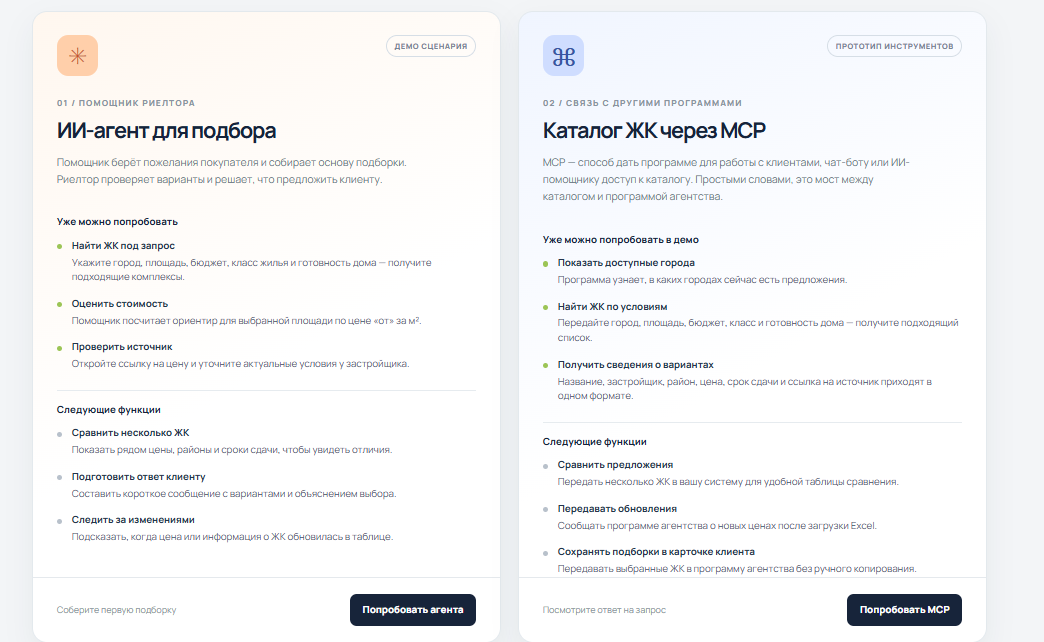 ДЕМО СЦЕНАРИЯ
01 / ПОМОЩНИК РИЕЛТОРА
ИИ-агент для подбора
Помощник берёт пожелания покупателя и собирает основу подборки.
Риелтор проверяет варианты и решает, что предложить клиенту.
Уже можно попробовать
Найти ЖК под запрос
Укажите город, площадь, бюджет, класс жилья и готовность дома — получите
подходящие комплексы.
Оценить стоимость
Помощник посчитает ориентир для выбранной площади по цене «от» за м².
Проверить источник
Откройте ссылку на цену и уточните актуальные условия у застройщика.
Следующие функции
Сравнить несколько ЖК
Показать рядом цены, районы и сроки сдачи, чтобы увидеть отличия.
Подготовить ответ клиенту
Составить короткое сообщение с вариантами и объяснением выбора.
Следить за изменениями
Подсказать, когда цена или информация о ЖК обновилась в таблице.
Соберите первую подборку
Попробовать агента
ПРОТОТИП ИНСТРУМЕНТОВ
02 / СВЯЗЬ С ДРУГИМИ ПРОГРАММАМИ
Каталог ЖК через MCP
MCP — способ дать программе для работы с клиентами, чат-боту или ИИ-
помощнику доступ к каталогу. Простыми словами, это мост между
каталогом и программой агентства.
Уже можно попробовать в демо
Показать доступные города
Программа узнает, в каких городах сейчас есть предложения.
Найти ЖК по условиям
Передайте город, площадь, бюджет, класс и готовность дома — получите подходящий
список.
Получить сведения о вариантах
Название, застройщик, район, цена, срок сдачи и ссылка на источник приходят в
одном формате.
Следующие функции
Сравнить предложения
Передать несколько ЖК в вашу систему для удобной таблицы сравнения.
Передавать обновления
Сообщать программе агентства о новых ценах после загрузки Excel.
Сохранять подборки в карточке клиента
Передавать выбранные ЖК в программу агентства без ручного копирования.
Посмотрите ответ на запрос
Попробовать MCP